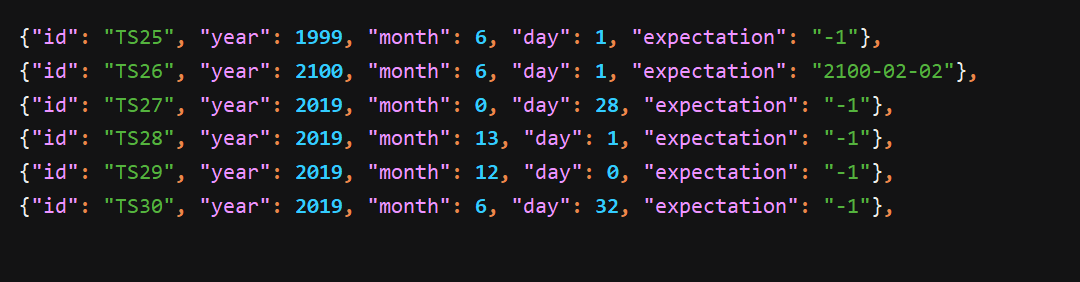 {"id": "TS25", "year": 1999, "month": 6, "day": 1, "expectation": "-1"},
{"id": "TS26", "year": 2100, "month": 6, "day": 1, "expectation": "2100-02-02"},
{"id": "TS27", "year": 2019, "month": 0, "day": 28, "expectation": "-1"},
{"id": "TS28", "year": 2019, "month": 13, "day": 1, "expectation": "-1"},
{"id": "TS29", "year": 2019, "month": 12, "day": 0, "expectation": "-1"},
{"id": "TS30", "year": 2019, "month": 6, "day": 32, "expectation": "-1"},